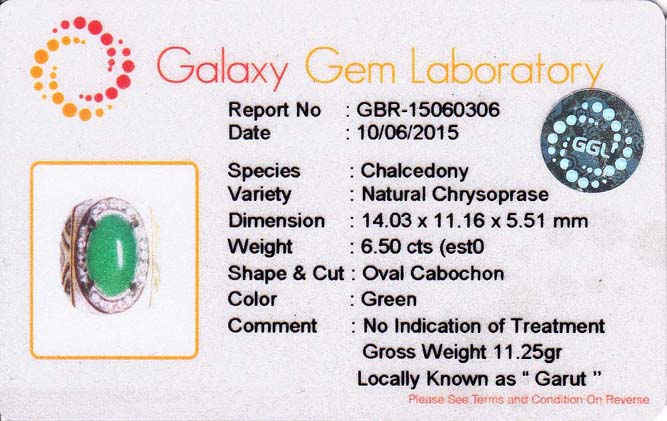 Galaxy Gem Laboratory
Report No : GBR-15060306
Date : 10/06/2015
GGL
Species : Chalcedony
Variety : Natural Chrysoprase
Dimension : 14.03 x 11.16 x 5.51 mm
Weight : 6.50 cts (est0
Shape & Cut : Oval Cabochon
Color : Green
Comment : No Indication of Treatment
Gross Weight 11.25gr
Locally Known as “ Garut ”
Please See Terms and Condition On Reverse